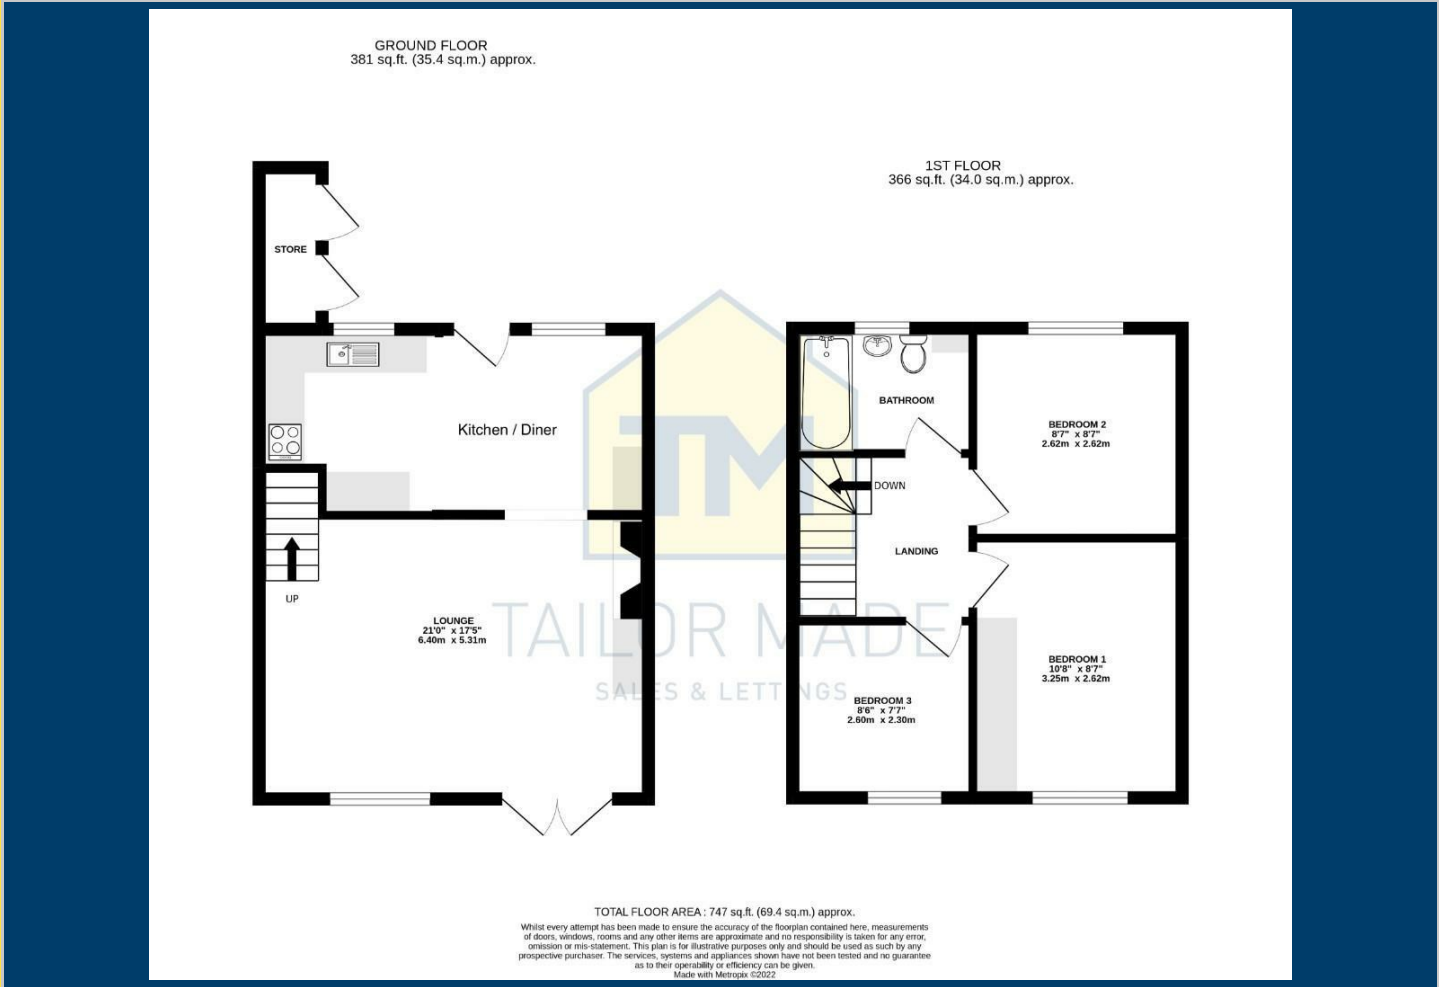 GROUND FLOOR
381 sq.ft. (35.4 sq.m.) approx.
1ST FLOOR
366 sq.ft. (34.0 sq.m.) approx.
STORE
Kitchen / Diner
UP
LOUNGE
21'0" x 17'5"
6.40m x 5.31m
BATHROOM
BEDROOM 2
8'7" x 8'7"
2.62m x 2.62m
DOWN
LANDING
BEDROOM 1
10'8" x 8'7"
3.25m x 2.62m
BEDROOM 3
8'6" x 7'7"
2.60m x 2.30m
TM
TAILOR MADE
SALES & LETTINGS
TOTAL FLOOR AREA : 747 sq.ft. (69.4 sq.m.) approx.
Whilst every attempt has been made to ensure the accuracy of the floorplan contained here, measurements
of doors, windows, rooms and any other items are approximate and no responsibility is taken for any error,
omission or mis-statement. This plan is for illustrative purposes only and should be used as such by any
prospective purchaser. The services, systems and appliances shown have not been tested and no guarantee
as to their operability or efficiency can be given.
Made with Metropix ©2022